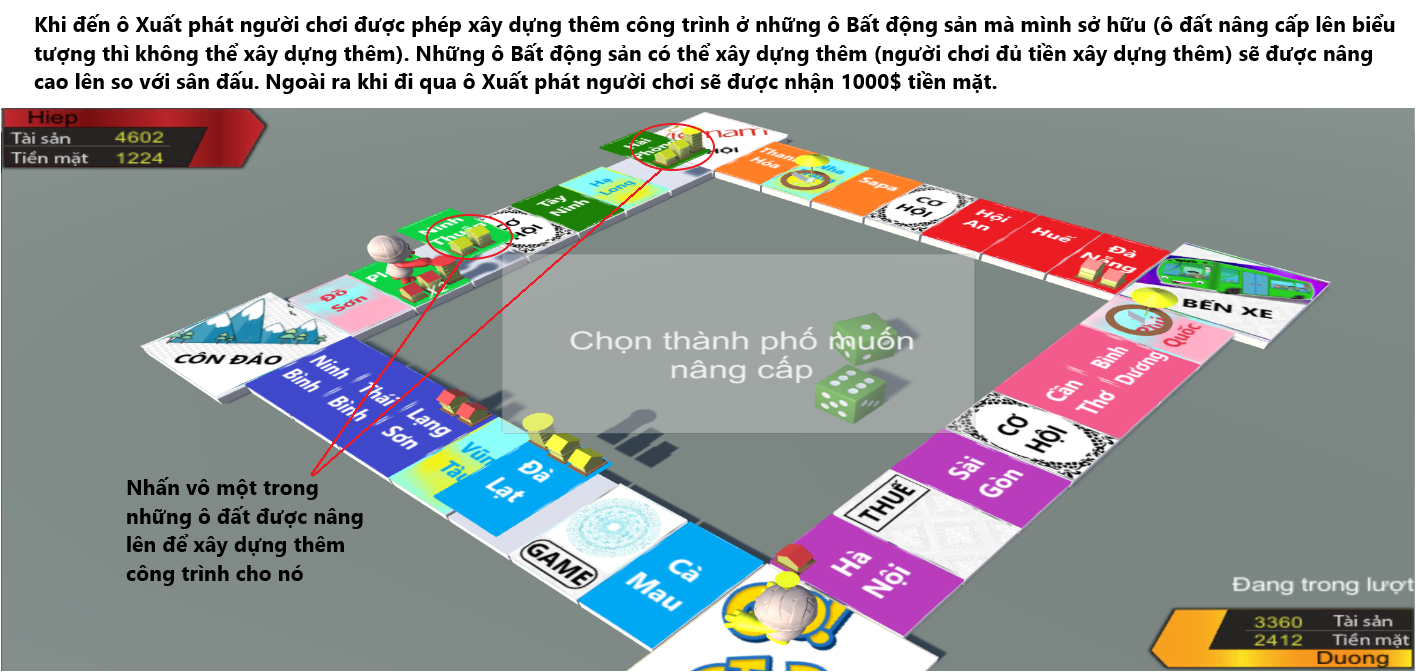 Khi đến ô Xuất phát người chơi được phép xây dựng thêm công trình ở những ô Bất động sản mà mình sở hữu (ô đất nâng cấp lên biểu
tượng thì không thể xây dựng thêm). Những ô Bất động sản có thể xây dựng thêm (người chơi đủ tiền xây dựng thêm) sẽ được nâng
cao lên so với sân đấu. Ngoài ra khi đi qua ô Xuất phát người chơi sẽ được nhận 1000$ tiền mặt.
Hiep
Tài sản 4602
Tiền mặt 1224
Hải
Phòng
HỘI
Thanh
Hóa
Nha
Sapa
CƠ
HỘI
Hội
An
Huế
Đà
Nẵng
BẾN XE
Hạ
Long
Tây
Ninh
CƠ
HỘI
Ninh
Thuận
Đồ
Sơn
CÔN ĐẢO
Ninh
Bình
Thái
Bình
Lạng
Sơn
Vũng
Tàu
Đà
Lạt
GAME
Cà
Mau
Phú
Quốc
Bình
Dương
Cần
Thơ
CƠ
HỘI
Sài
Gòn
THUẾ
Hà
Nội
Chọn thành phố muốn
nâng cấp
Nhấn vô một trong
những ô đất được nâng
lên để xây dựng thêm
công trình cho nó
Đang trong lượt
3360 Tài sản
2412 Tiền mặt
Duong